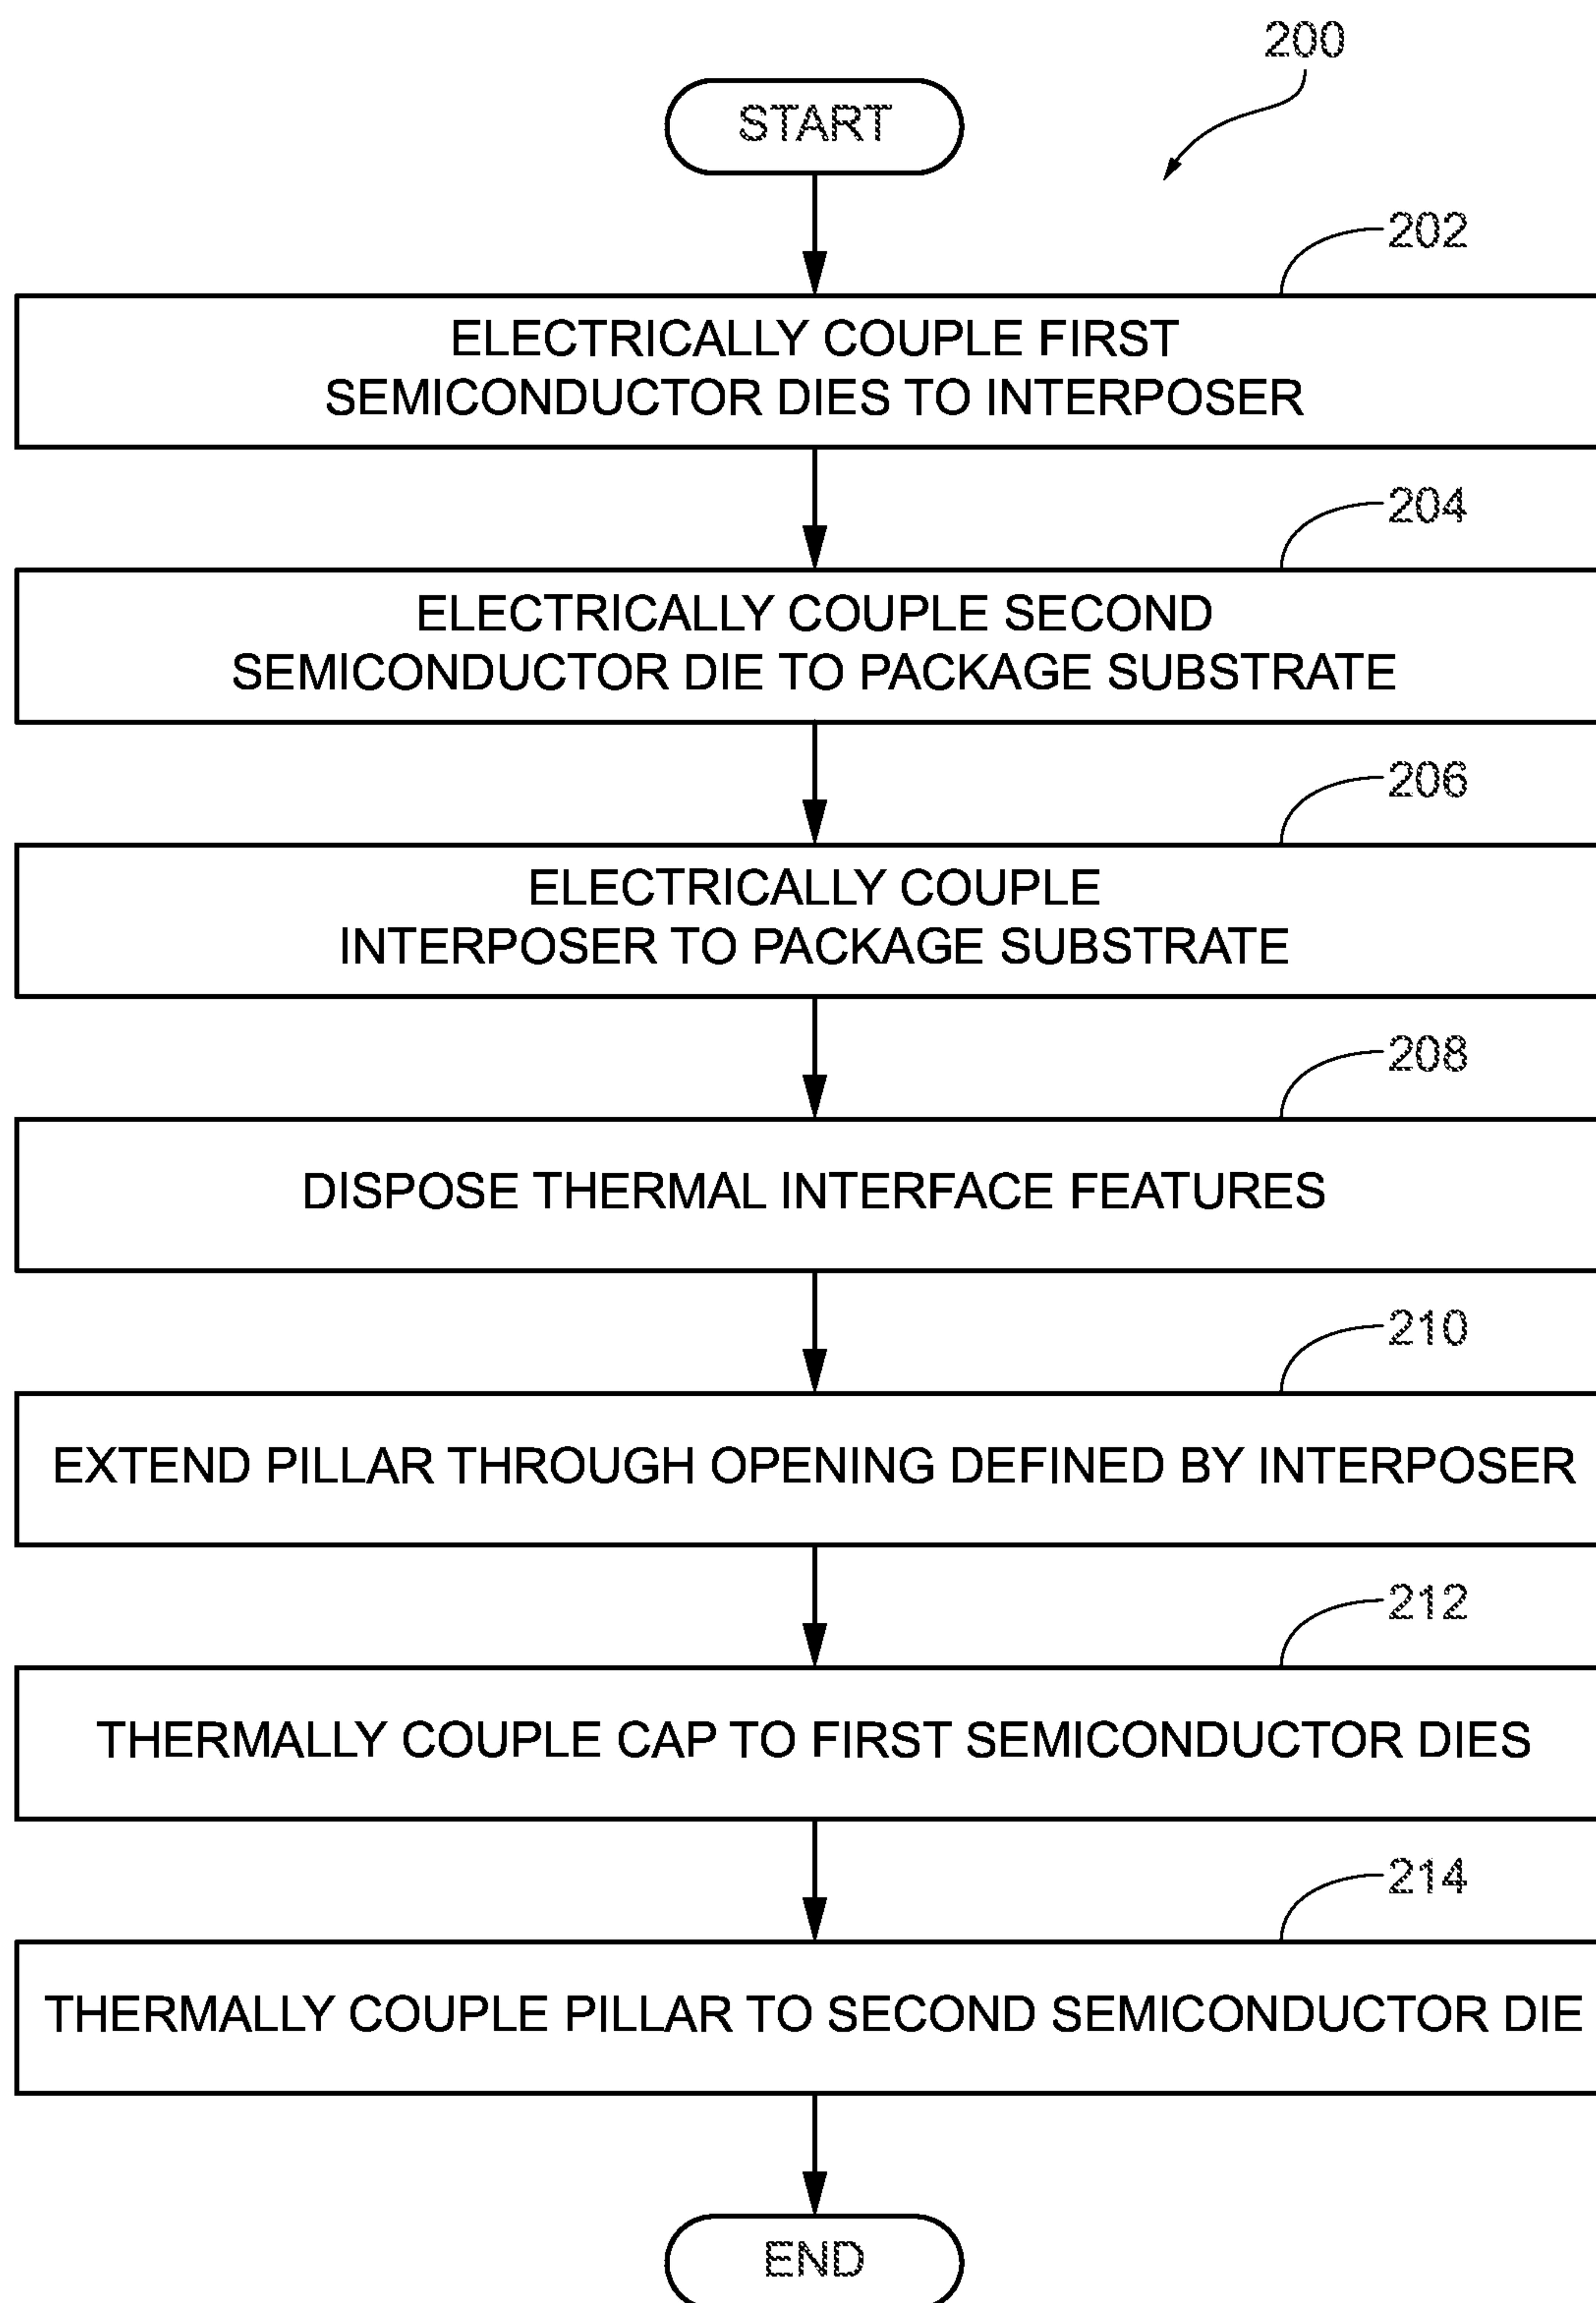 200
START
202
ELECTRICALLY COUPLE FIRST
SEMICONDUCTOR DIES TO INTERPOSER
204
ELECTRICALLY COUPLE SECOND
SEMICONDUCTOR DIE TO PACKAGE SUBSTRATE
206
ELECTRICALLY COUPLE
INTERPOSER TO PACKAGE SUBSTRATE
208
DISPOSE THERMAL INTERFACE FEATURES
210
EXTEND PILLAR THROUGH OPENING DEFINED BY INTERPOSER
212
THERMALLY COUPLE CAP TO FIRST SEMICONDUCTOR DIES
214
THERMALLY COUPLE PILLAR TO SECOND SEMICONDUCTOR DIE
END